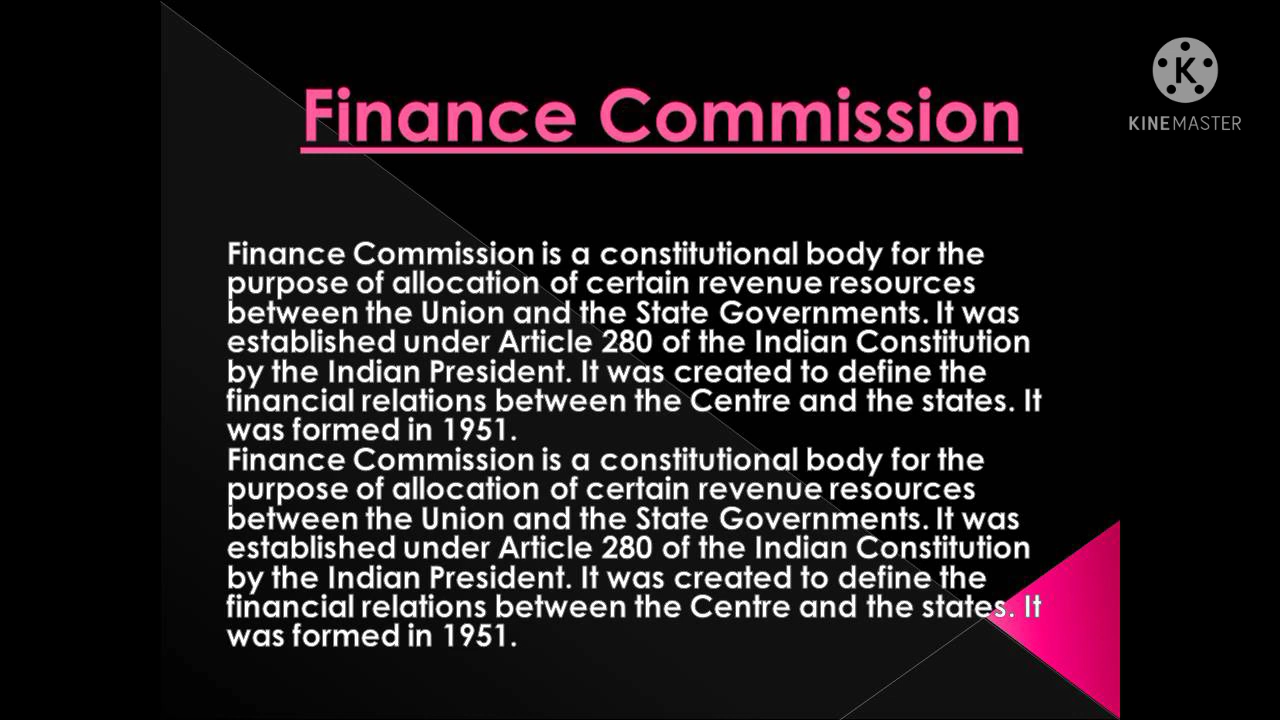 Finance Commission
K
KINEMASTER
Finance Commission is a constitutional body for the
purpose of allocation of certain revenue resources
between the Union and the State Governments. It was
established under Article 280 of the Indian Constitution
by the Indian President. It was created to define the
financial relations between the Centre and the states. It
was formed in 1951.
Finance Commission is a constitutional body for the
purpose of allocation of certain revenue resources
between the Union and the State Governments. It was
established under Article 280 of the Indian Constitution
by the Indian President. It was created to define the
financial relations between the Centre and the states. It
was formed in 1951.